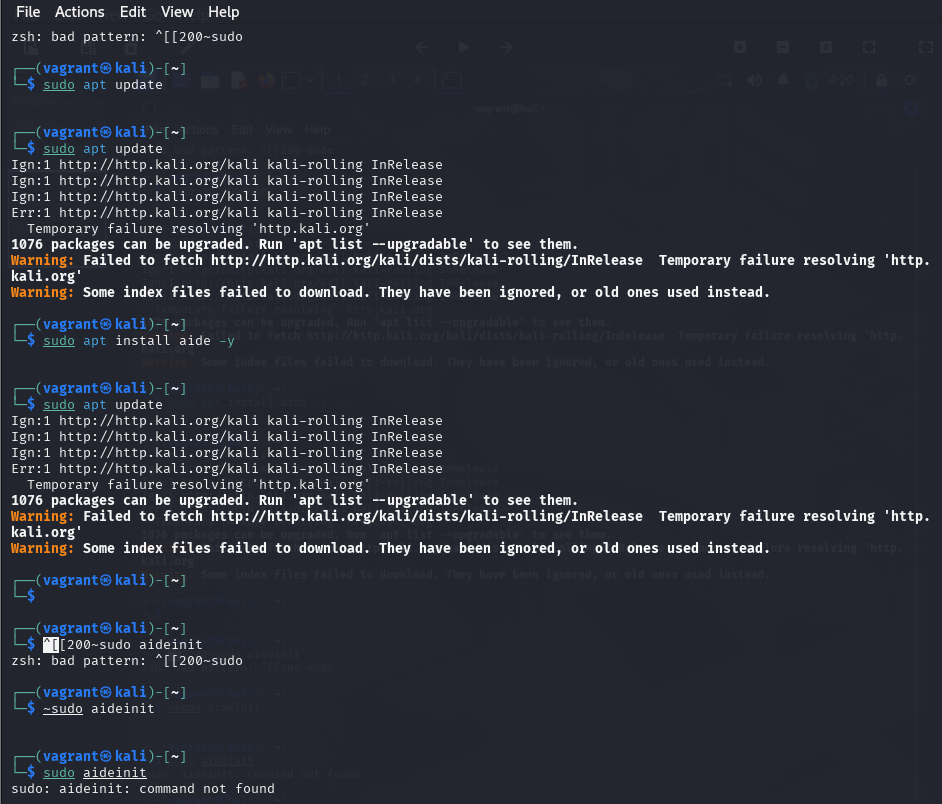 File Actions Edit View Help
zsh: bad pattern: ^[[200~sudo
┌──(vagrant㉿kali)-[~]
└─$ sudo apt update
┌──(vagrant㉿kali)-[~]
└─$ sudo apt update
Ign:1 http://http.kali.org/kali kali-rolling InRelease
Ign:1 http://http.kali.org/kali kali-rolling InRelease
Ign:1 http://http.kali.org/kali kali-rolling InRelease
Err:1 http://http.kali.org/kali kali-rolling InRelease
  Temporary failure resolving 'http.kali.org'
1076 packages can be upgraded. Run 'apt list --upgradable' to see them.
Warning: Failed to fetch http://http.kali.org/kali/dists/kali-rolling/InRelease  Temporary failure resolving 'http.
kali.org'
Warning: Some index files failed to download. They have been ignored, or old ones used instead.
┌──(vagrant㉿kali)-[~]
└─$ sudo apt install aide -y
┌──(vagrant㉿kali)-[~]
└─$ sudo apt update
Ign:1 http://http.kali.org/kali kali-rolling InRelease
Ign:1 http://http.kali.org/kali kali-rolling InRelease
Ign:1 http://http.kali.org/kali kali-rolling InRelease
Err:1 http://http.kali.org/kali kali-rolling InRelease
  Temporary failure resolving 'http.kali.org'
1076 packages can be upgraded. Run 'apt list --upgradable' to see them.
Warning: Failed to fetch http://http.kali.org/kali/dists/kali-rolling/InRelease  Temporary failure resolving 'http.
kali.org'
Warning: Some index files failed to download. They have been ignored, or old ones used instead.
┌──(vagrant㉿kali)-[~]
└─$
┌──(vagrant㉿kali)-[~]
└─$ ^[[200~sudo aideinit
zsh: bad pattern: ^[[200~sudo
┌──(vagrant㉿kali)-[~]
└─$ ~sudo aideinit
┌──(vagrant㉿kali)-[~]
└─$ sudo aideinit
sudo: aideinit: command not found